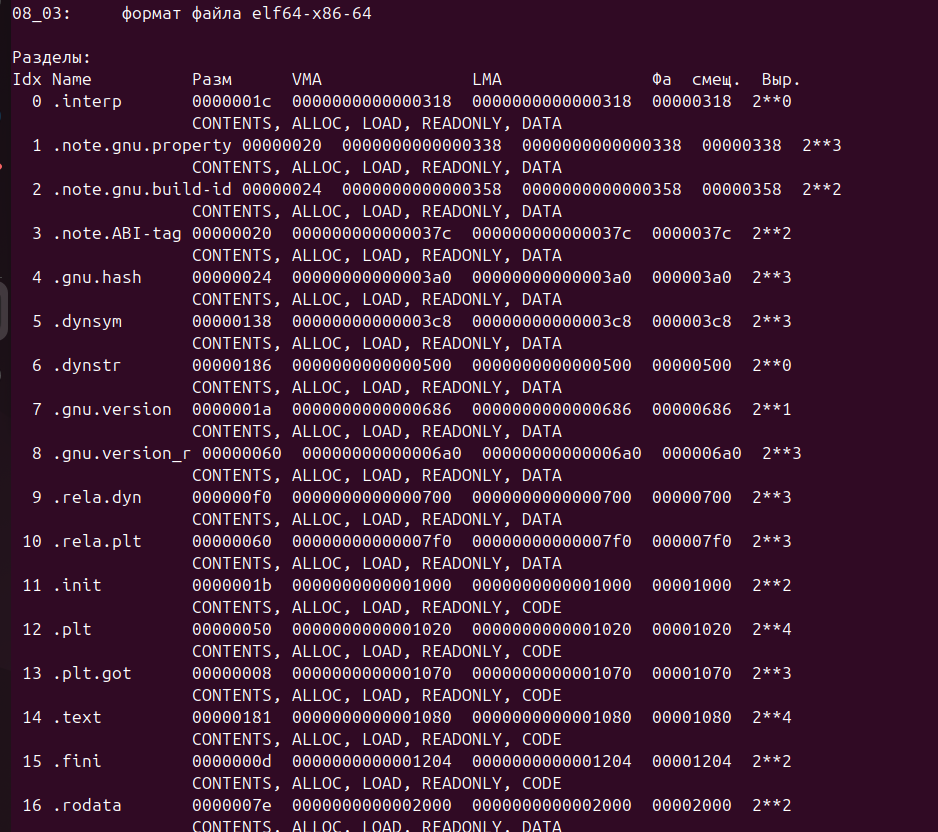 08_03:     формат файла elf64-x86-64
Разделы:
Idx Name          Разм      VMA               LMA               Фа  смещ.  Выр.
  0 .interp       0000001c  0000000000000318  0000000000000318  00000318  2**0
                  CONTENTS, ALLOC, LOAD, READONLY, DATA
  1 .note.gnu.property 00000020  0000000000000338  0000000000000338  00000338  2**3
                  CONTENTS, ALLOC, LOAD, READONLY, DATA
  2 .note.gnu.build-id 00000024  0000000000000358  0000000000000358  00000358  2**2
                  CONTENTS, ALLOC, LOAD, READONLY, DATA
  3 .note.ABI-tag 00000020  000000000000037c  000000000000037c  0000037c  2**2
                  CONTENTS, ALLOC, LOAD, READONLY, DATA
  4 .gnu.hash     00000024  00000000000003a0  00000000000003a0  000003a0  2**3
                  CONTENTS, ALLOC, LOAD, READONLY, DATA
  5 .dynsym       00000138  00000000000003c8  00000000000003c8  000003c8  2**3
                  CONTENTS, ALLOC, LOAD, READONLY, DATA
  6 .dynstr       00000186  0000000000000500  0000000000000500  00000500  2**0
                  CONTENTS, ALLOC, LOAD, READONLY, DATA
  7 .gnu.version  0000001a  0000000000000686  0000000000000686  00000686  2**1
                  CONTENTS, ALLOC, LOAD, READONLY, DATA
  8 .gnu.version_r 00000060  00000000000006a0  00000000000006a0  000006a0  2**3
                  CONTENTS, ALLOC, LOAD, READONLY, DATA
  9 .rela.dyn     000000f0  0000000000000700  0000000000000700  00000700  2**3
                  CONTENTS, ALLOC, LOAD, READONLY, DATA
 10 .rela.plt     00000060  00000000000007f0  00000000000007f0  000007f0  2**3
                  CONTENTS, ALLOC, LOAD, READONLY, DATA
 11 .init         0000001b  0000000000001000  0000000000001000  00001000  2**2
                  CONTENTS, ALLOC, LOAD, READONLY, CODE
 12 .plt          00000050  0000000000001020  0000000000001020  00001020  2**4
                  CONTENTS, ALLOC, LOAD, READONLY, CODE
 13 .plt.got      00000008  0000000000001070  0000000000001070  00001070  2**3
                  CONTENTS, ALLOC, LOAD, READONLY, CODE
 14 .text         00000181  0000000000001080  0000000000001080  00001080  2**4
                  CONTENTS, ALLOC, LOAD, READONLY, CODE
 15 .fini         0000000d  0000000000001204  0000000000001204  00001204  2**2
                  CONTENTS, ALLOC, LOAD, READONLY, CODE
 16 .rodata       0000007e  0000000000002000  0000000000002000  00002000  2**2
                  CONTENTS, ALLOC, LOAD, READONLY, DATA